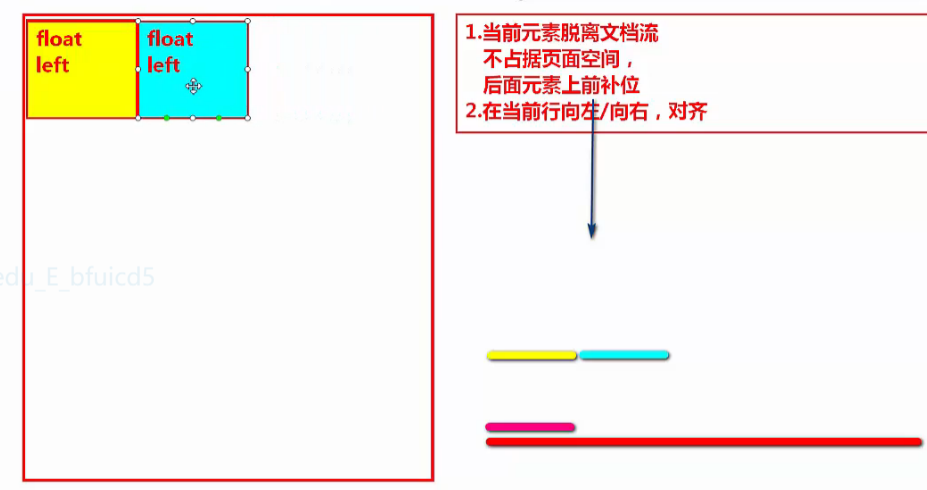 float
left
float
left
1.当前元素脱离文档流
不占据页面空间，
后面元素上前补位
2.在当前行向左/向右，对齐
edu_E_bfuicd5